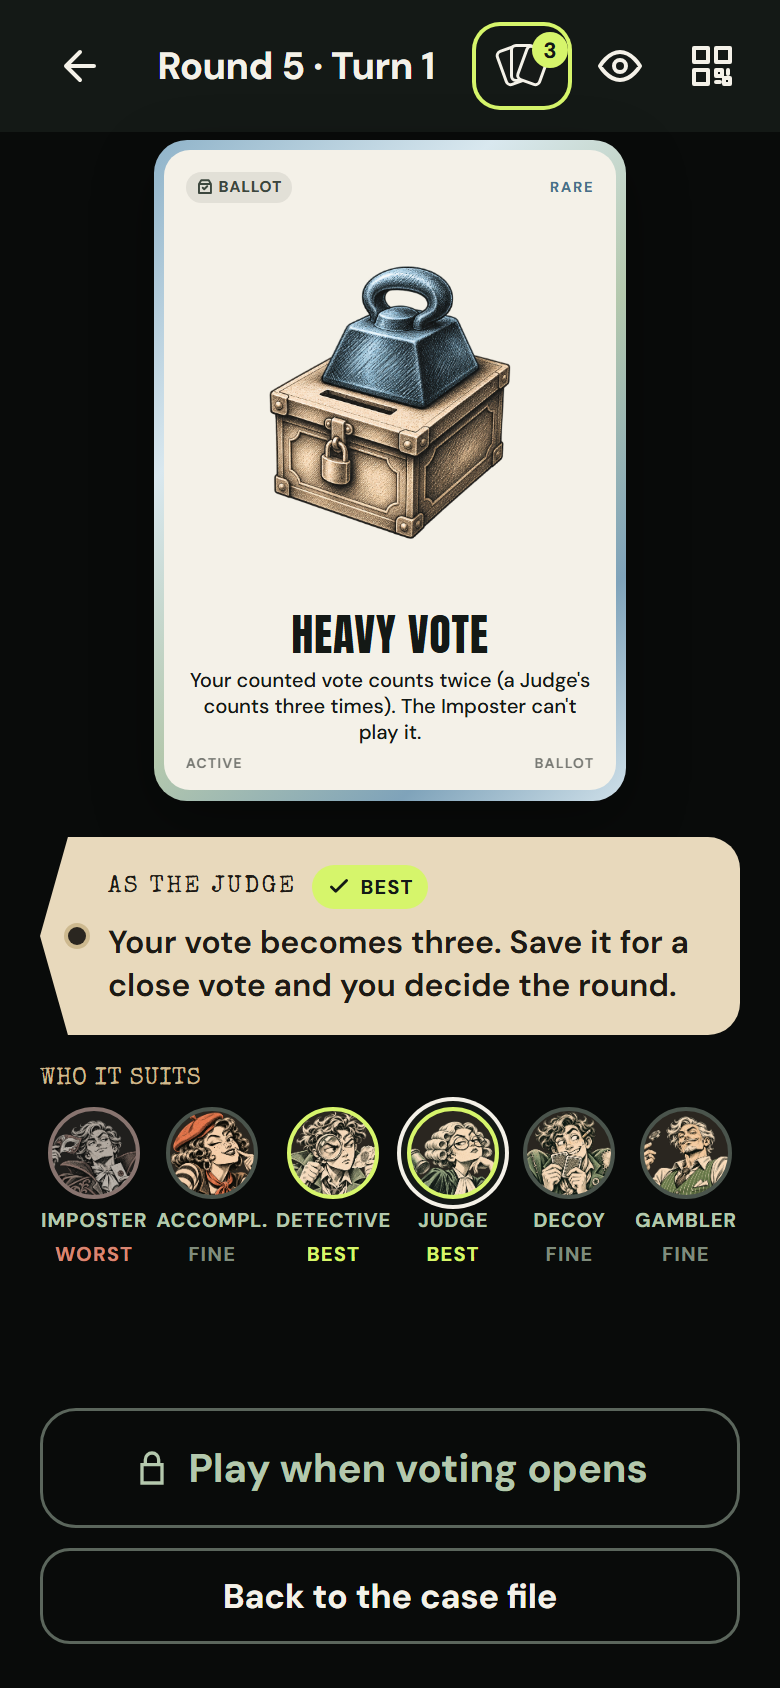 Round 5 · Turn 1
3
BALLOT
RARE
HEAVY VOTE
Your counted vote counts twice (a Judge's
counts three times). The Imposter can't
play it.
ACTIVE
BALLOT
AS THE JUDGE
BEST
Your vote becomes three. Save it for a
close vote and you decide the round.
WHO IT SUITS
IMPOSTER
ACCOMPL.
DETECTIVE
JUDGE
DECOY
GAMBLER
WORST
FINE
BEST
BEST
FINE
FINE
Play when voting opens
Back to the case file